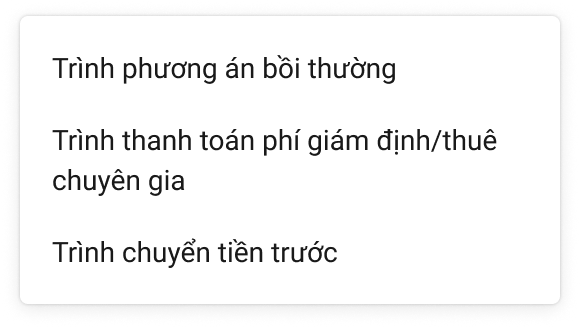 Trình phương án bồi thường
Trình thanh toán phí giám định/thuê
chuyên gia
Trình chuyển tiền trước